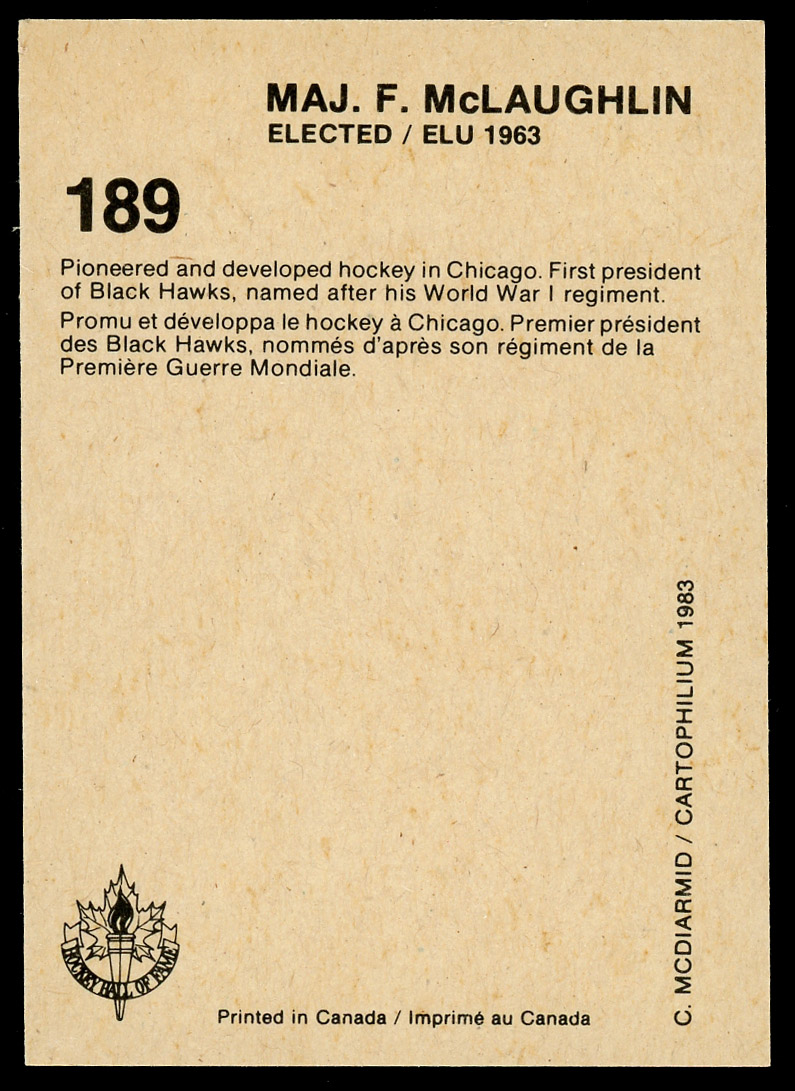 MAJ. F. McLAUGHLIN
ELECTED / ELU 1963
189
Pioneered and developed hockey in Chicago. First president
of Black Hawks, named after his World War I regiment.
Promu et développa le hockey à Chicago. Premier président
des Black Hawks, nommés d'après son régiment de la
Première Guerre Mondiale.
C. MCDIARMID / CARTOPHILIUM 1983
HOCKEY HALL OF FAME
Printed in Canada / Imprimé au Canada